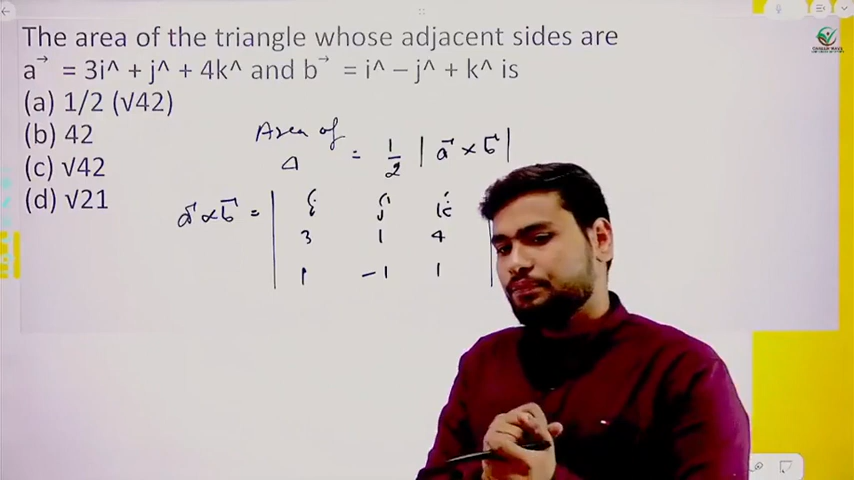 The area of the triangle whose adjacent sides are
a→ = 3i^ + j^ + 4k^ and b→ = i^ – j^ + k^ is
(a) 1/2 (√42)
(b) 42
(c) √42
(d) √21
Area of
Δ = 1/2 | a→ × b→ |
a→ × b→ = | i j k
3 1 4
1 -1 1 |